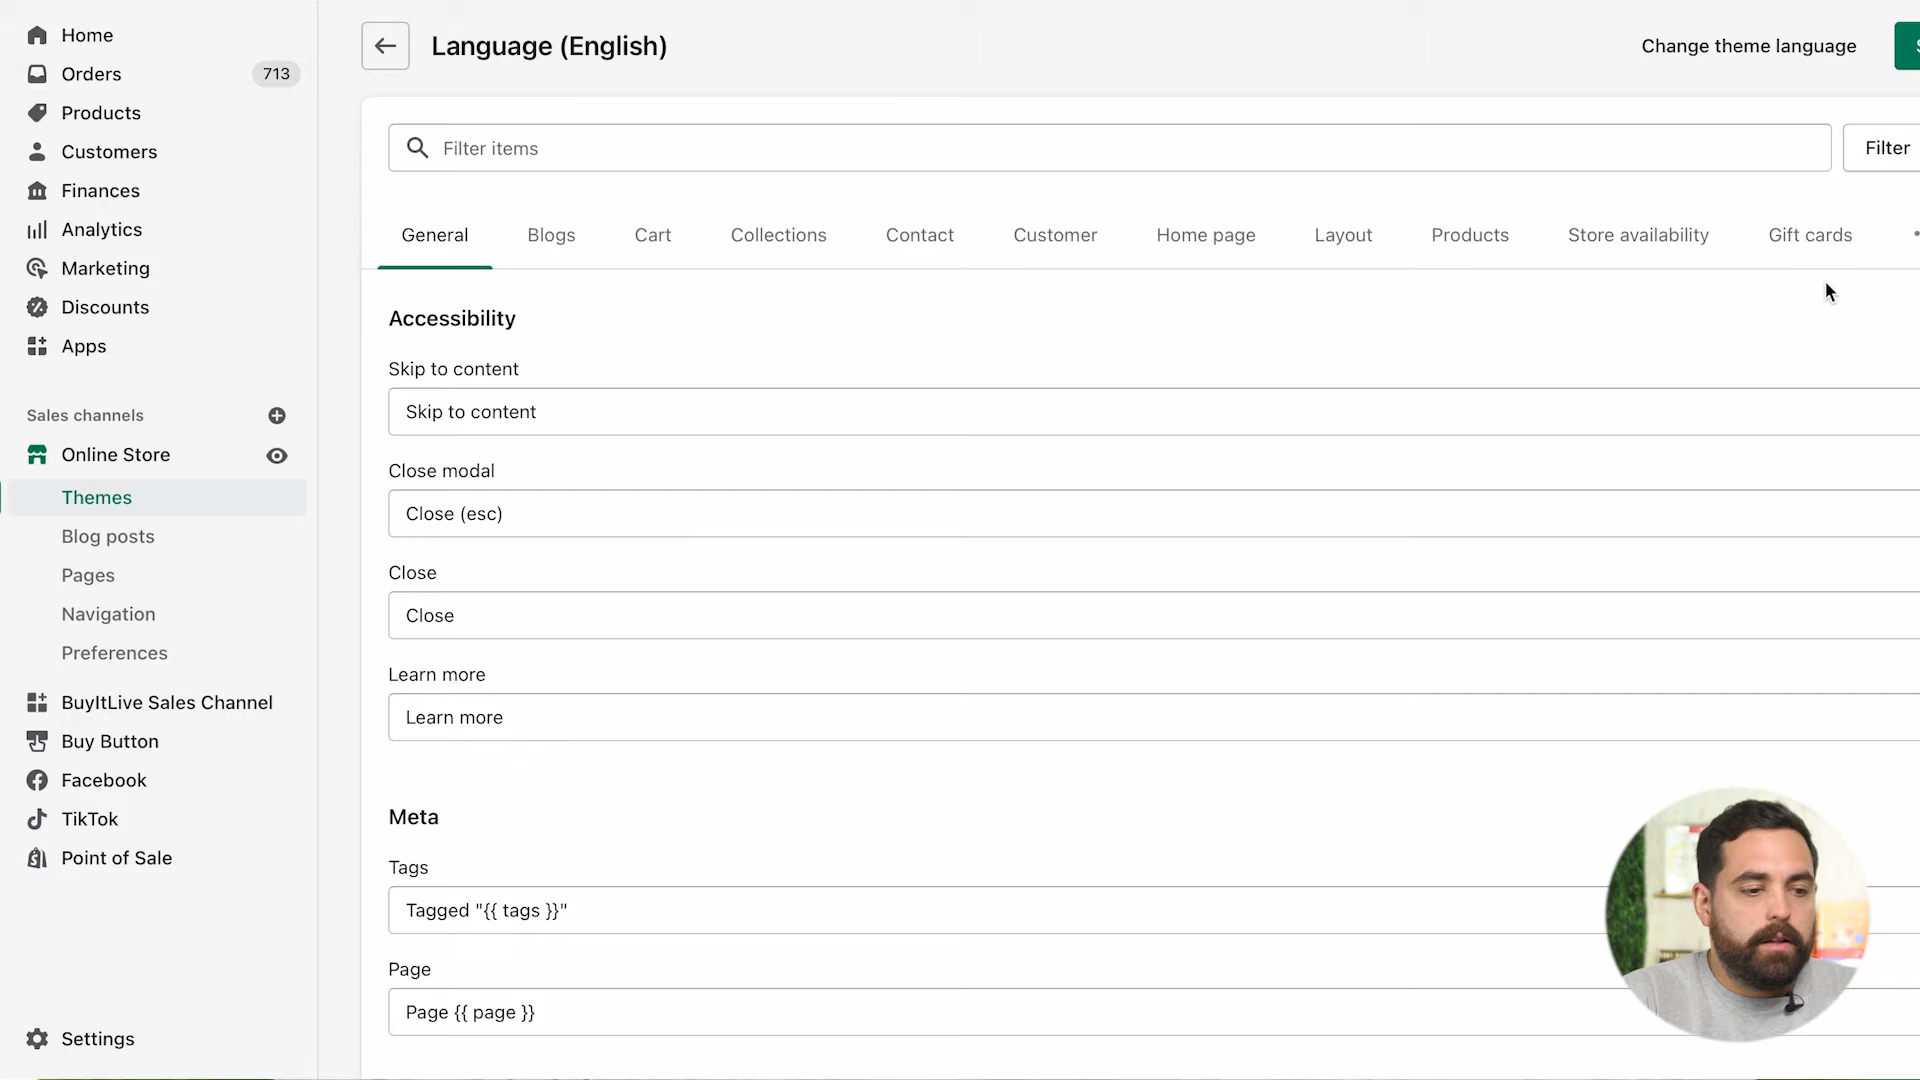 Home
Orders
713
Products
Customers
Finances
Analytics
Marketing
Discounts
Apps
Sales channels
Online Store
Themes
Blog posts
Pages
Navigation
Preferences
BuyItLive Sales Channel
Buy Button
Facebook
TikTok
Point of Sale
Settings
Language (English)
Change theme language
Filter items
Filter
General Blogs Cart Collections Contact Customer Home page Layout Products Store availability Gift cards
Accessibility
Skip to content
Skip to content
Close modal
Close (esc)
Close
Close
Learn more
Learn more
Meta
Tags
Tagged "{{ tags }}"
Page
Page {{ page }}